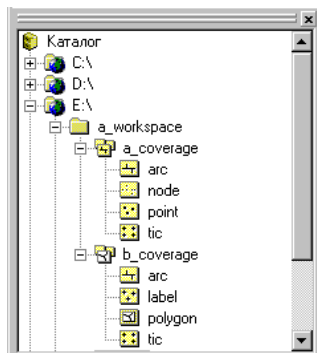 Каталог
C:\
D:\
E:\
a_workspace
a_coverage
arc
node
point
tic
b_coverage
arc
label
polygon
tic